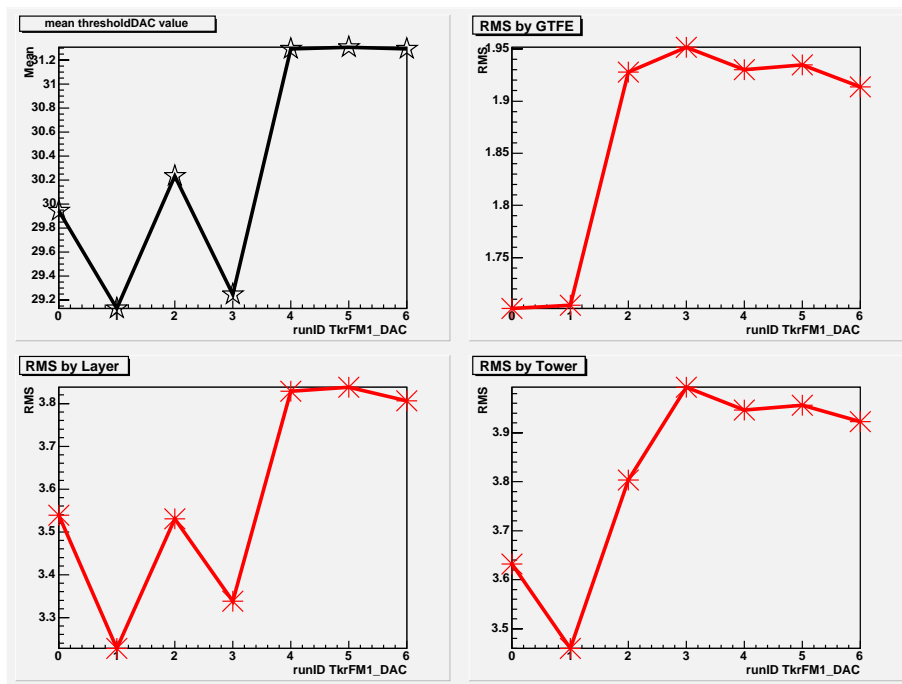 mean thresholdDAC value
Mean
31.2
31
30.8
30.6
30.4
30.2
30
29.8
29.6
29.4
29.2
0 1 2 3 4 5 6
runID TkrFM1_DAC
RMS by GTFE
RMS
1.95
1.9
1.85
1.8
1.75
0 1 2 3 4 5 6
runID TkrFM1_DAC
RMS by Layer
RMS
3.8
3.7
3.6
3.5
3.4
3.3
0 1 2 3 4 5 6
runID TkrFM1_DAC
RMS by Tower
RMS
3.9
3.8
3.7
3.6
3.5
0 1 2 3 4 5 6
runID TkrFM1_DAC